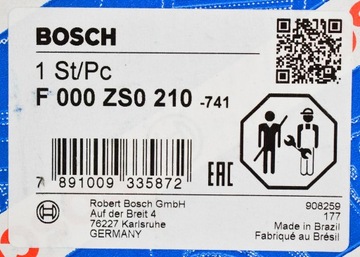 BOSCH
1 St/Pc
F 000 ZS0 210 -741
7 891009 335872
EAC
Robert Bosch GmbH
Auf der Breit 4
76227 Karlsruhe
GERMANY
908259
177
Made in Brazil
Fabriqué au Brésil